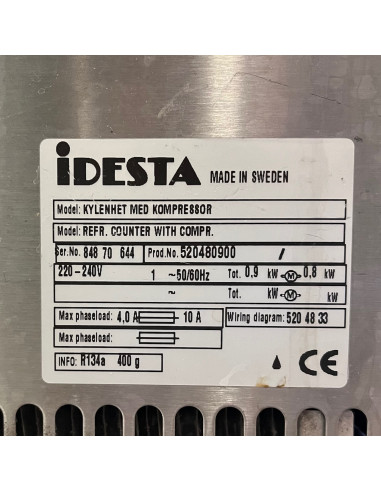 iDESTA MADE IN SWEDEN
Model: KYLENHET MED KOMPRESSOR
Model: REFR. COUNTER WITH COMPR.
Ser.No. 848 70 644 Prod.No. 520480900 /
220-240V 1 ~50/60Hz Tot. 0,9 kW M 0,8 kW
~ Tot. kW M kW
Max phaseload: 4,0 A 10 A Wiring diagram: 520 48 33
Max phaseload:
INFO: R134a 400 g CE